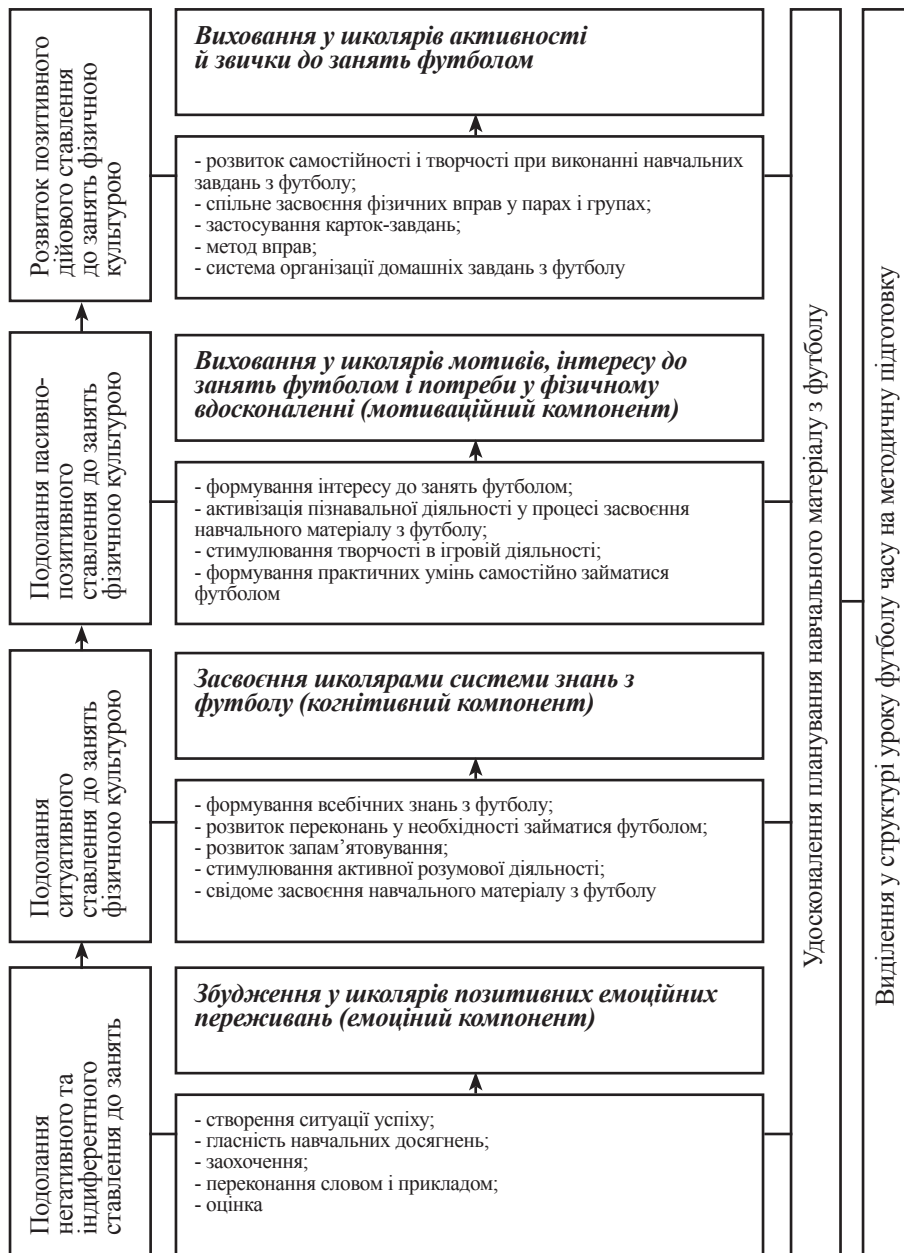 Розвиток позитивного
дійового ставлення
до занять фізичною
культурою
Виховання у школярів активності
й звички до занять футболом
- розвиток самостійності і творчості при виконанні навчальних
завдань з футболу;
- спільне засвоєння фізичних вправ у парах і групах;
- застосування карток-завдань;
- метод вправ;
- система організації домашніх завдань з футболу
Подолання пасивно-
позитивного
ставлення до занять
фізичною культурою
Виховання у школярів мотивів, інтересу до
занять футболом і потреби у фізичному
вдосконаленні (мотиваційний компонент)
- формування інтересу до занять футболом;
- активізація пізнавальної діяльності у процесі засвоєння
навчального матеріалу з футболу;
- стимулювання творчості в ігровій діяльності;
- формування практичних умінь самостійно займатися
футболом
Подолання
ситуативного
ставлення до занять
фізичною культурою
Засвоєння школярами системи знань з
футболу (когнітивний компонент)
- формування всебічних знань з футболу;
- розвиток переконань у необхідності займатися футболом;
- розвиток запам’ятовування;
- стимулювання активної розумової діяльності;
- свідоме засвоєння навчального матеріалу з футболу
Подолання
негативного та
індиферентного
ставлення до занять
Збудження у школярів позитивних емоційних
переживань (емоціний компонент)
- створення ситуації успіху;
- гласність навчальних досягнень;
- заохочення;
- переконання словом і прикладом;
- оцінка
Удосконалення планування навчального матеріалу з футболу
Виділення у структурі уроку футболу часу на методичну підготовку